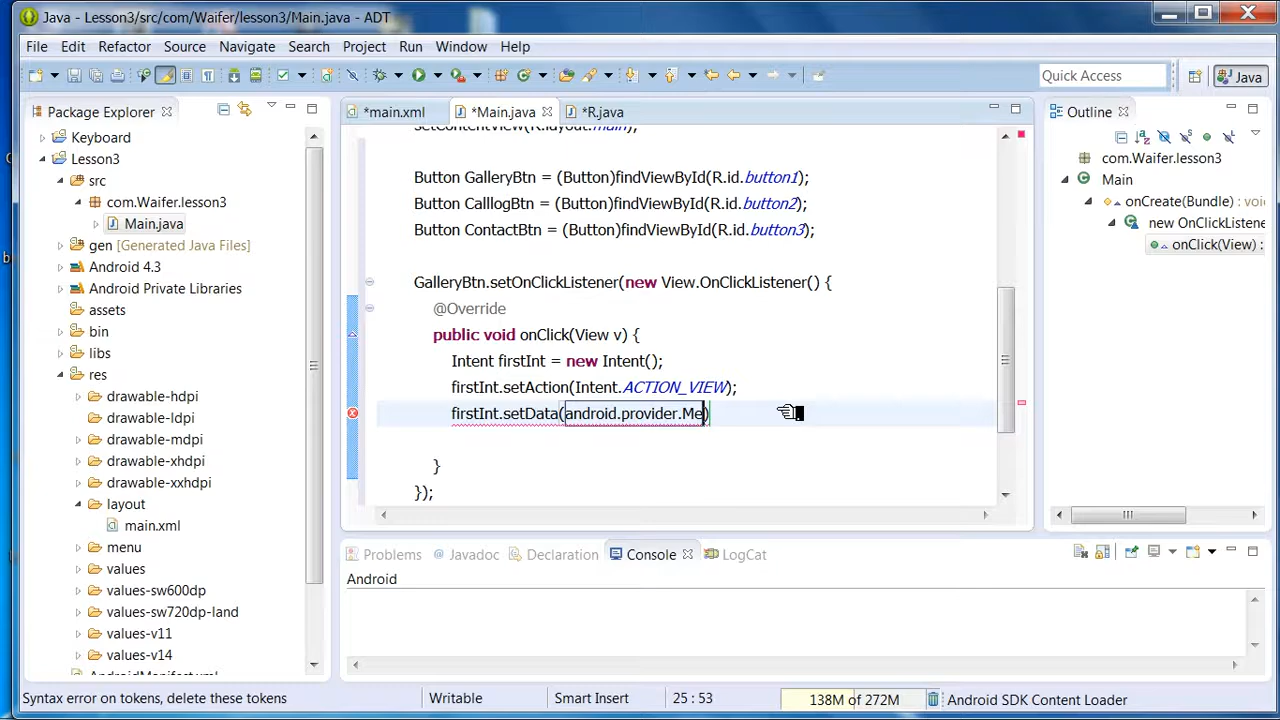 Java - Lesson3/src/com/Waifer/lesson3/Main.java - ADT
File Edit Refactor Source Navigate Search Project Run Window Help
Quick Access
Java
Package Explorer
Keyboard
Lesson3
src
com.Waifer.lesson3
Main.java
gen [Generated Java Files]
Android 4.3
Android Private Libraries
assets
bin
libs
res
drawable-hdpi
drawable-ldpi
drawable-mdpi
drawable-xhdpi
drawable-xxhdpi
layout
main.xml
menu
values
values-sw600dp
values-sw720dp-land
values-v11
values-v14
AndroidManifest.xml
*main.xml *Main.java *R.java
setContentView(R.layout.main);
Button GalleryBtn = (Button)findViewById(R.id.button1);
Button CalllogBtn = (Button)findViewById(R.id.button2);
Button ContactBtn = (Button)findViewById(R.id.button3);
GalleryBtn.setOnClickListener(new View.OnClickListener() {
@Override
public void onClick(View v) {
Intent firstInt = new Intent();
firstInt.setAction(Intent.ACTION_VIEW);
firstInt.setData(android.provider.Me)
}
});
Outline
com.Waifer.lesson3
Main
onCreate(Bundle) : void
new OnClickListene
onClick(View) :
Problems @ Javadoc Declaration Console LogCat
Android
Syntax error on tokens, delete these tokens
Writable
Smart Insert
25 : 53
138M of 272M
Android SDK Content Loader